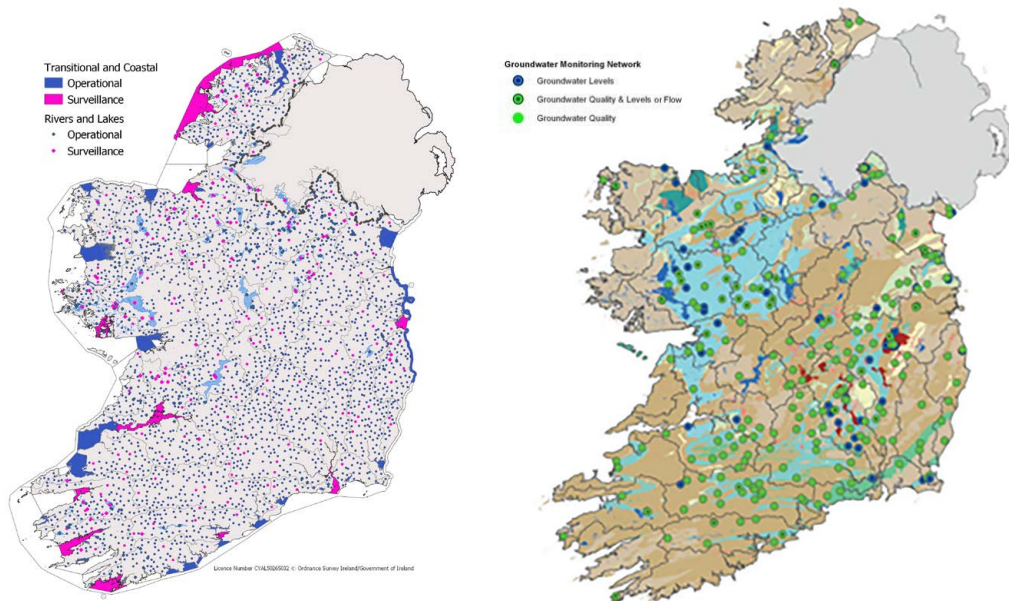 Transitional and Coastal
Operational
Surveillance
Rivers and Lakes
Operational
Surveillance
Licence Number CYAL50265032 © Ordnance Survey Ireland/Government of Ireland
Groundwater Monitoring Network
Groundwater Levels
Groundwater Quality & Levels or Flow
Groundwater Quality